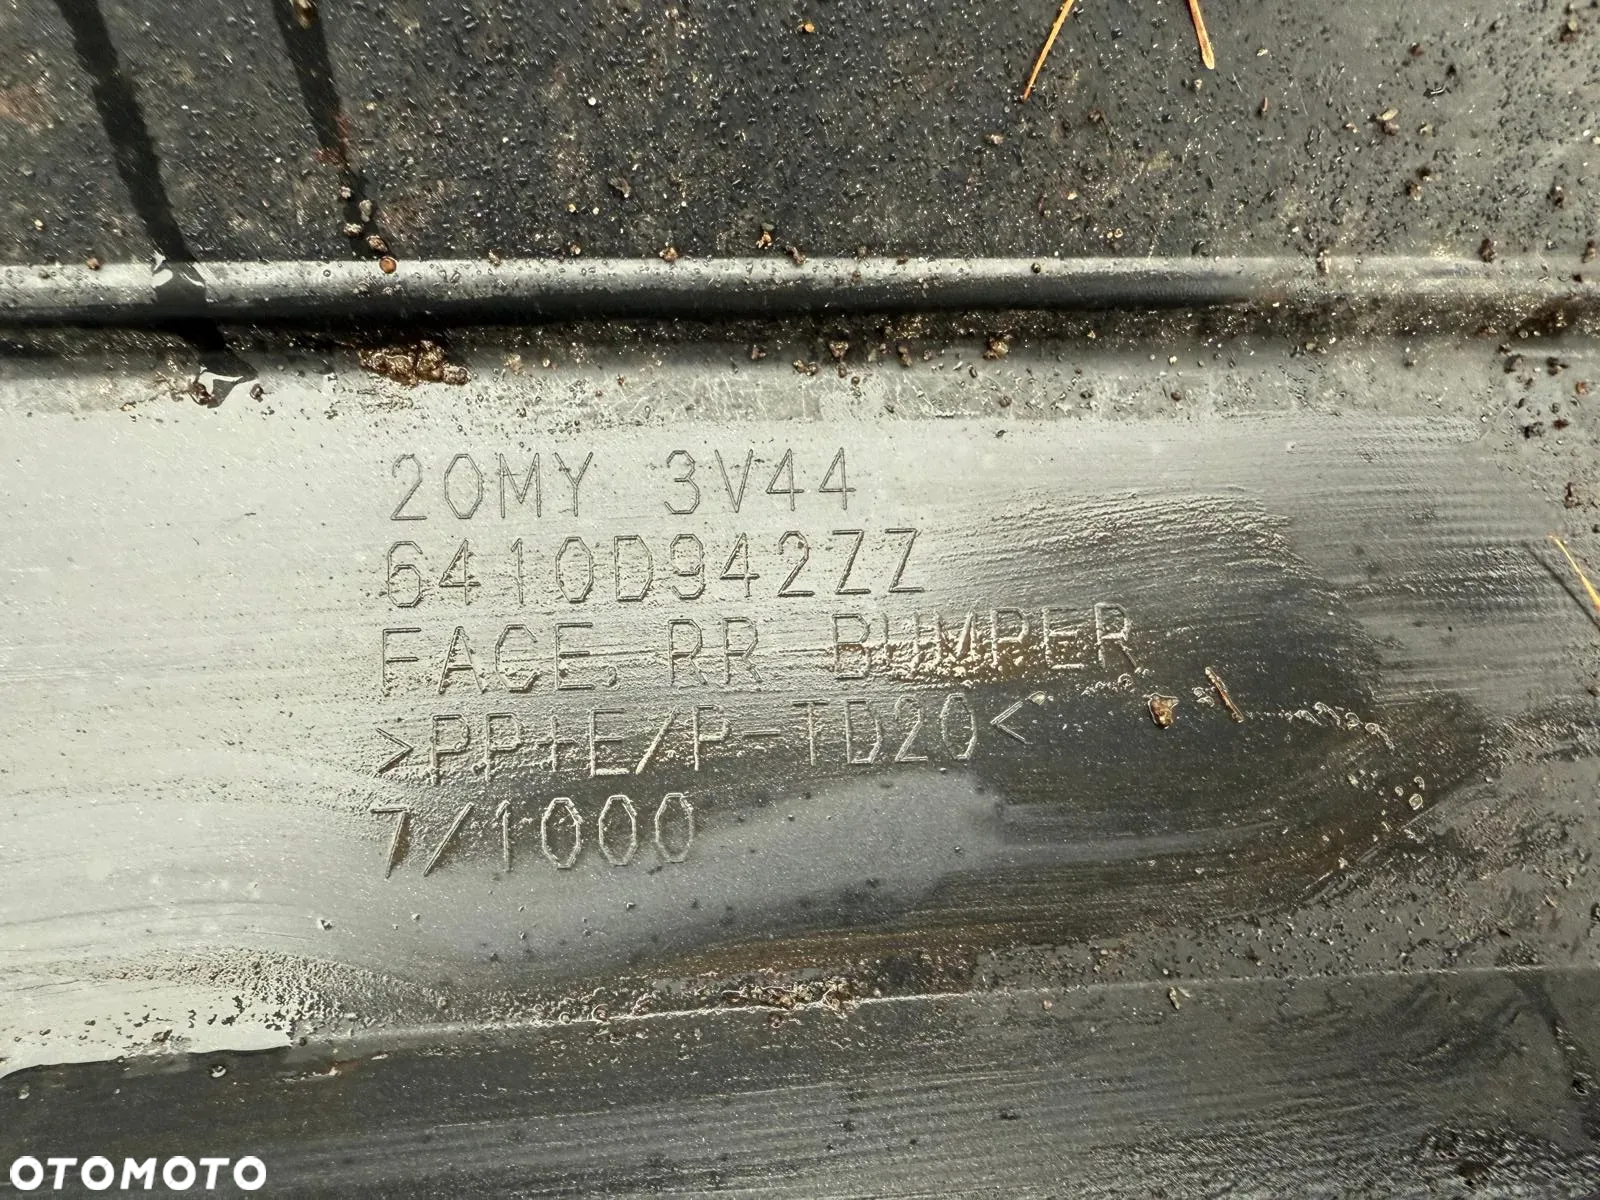 20MY 3V44
6410D942ZZ
FACE, RR BUMPER
>PP+E/P-TD20<
7/1000
OTOMOTO